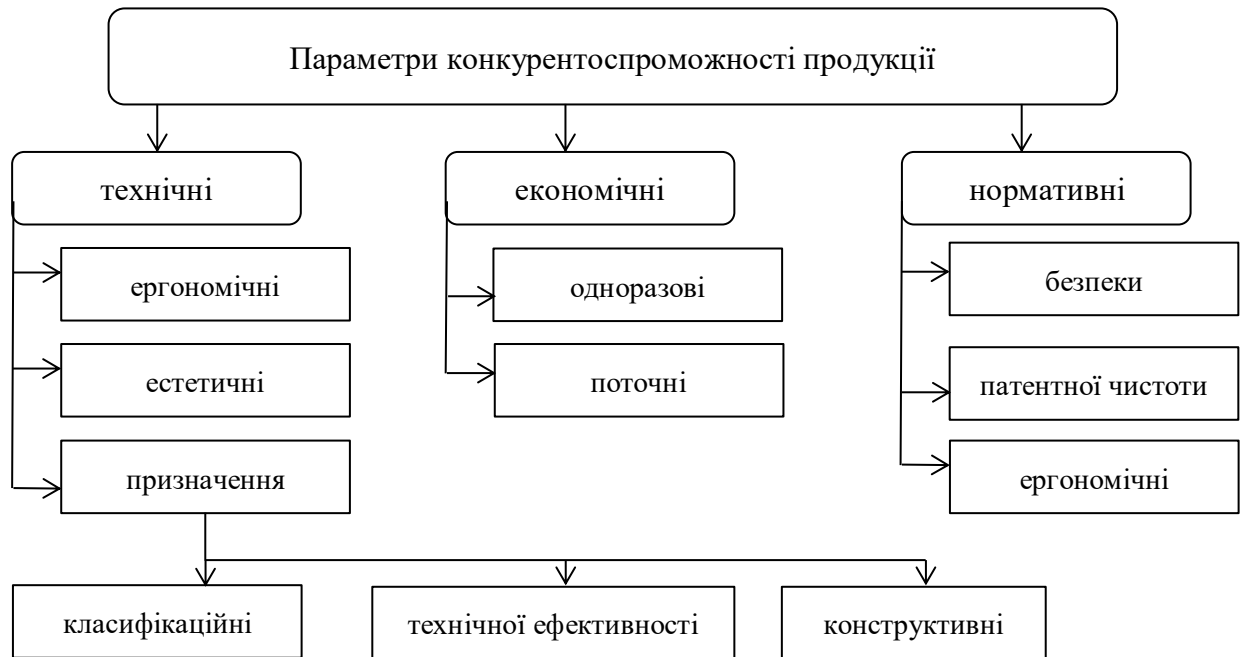 Параметри конкурентоспроможності продукції
технічні
економічні
нормативні
ергономічні
одноразові
безпеки
естетичні
поточні
патентної чистоти
призначення
ергономічні
класифікаційні
технічної ефективності
конструктивні